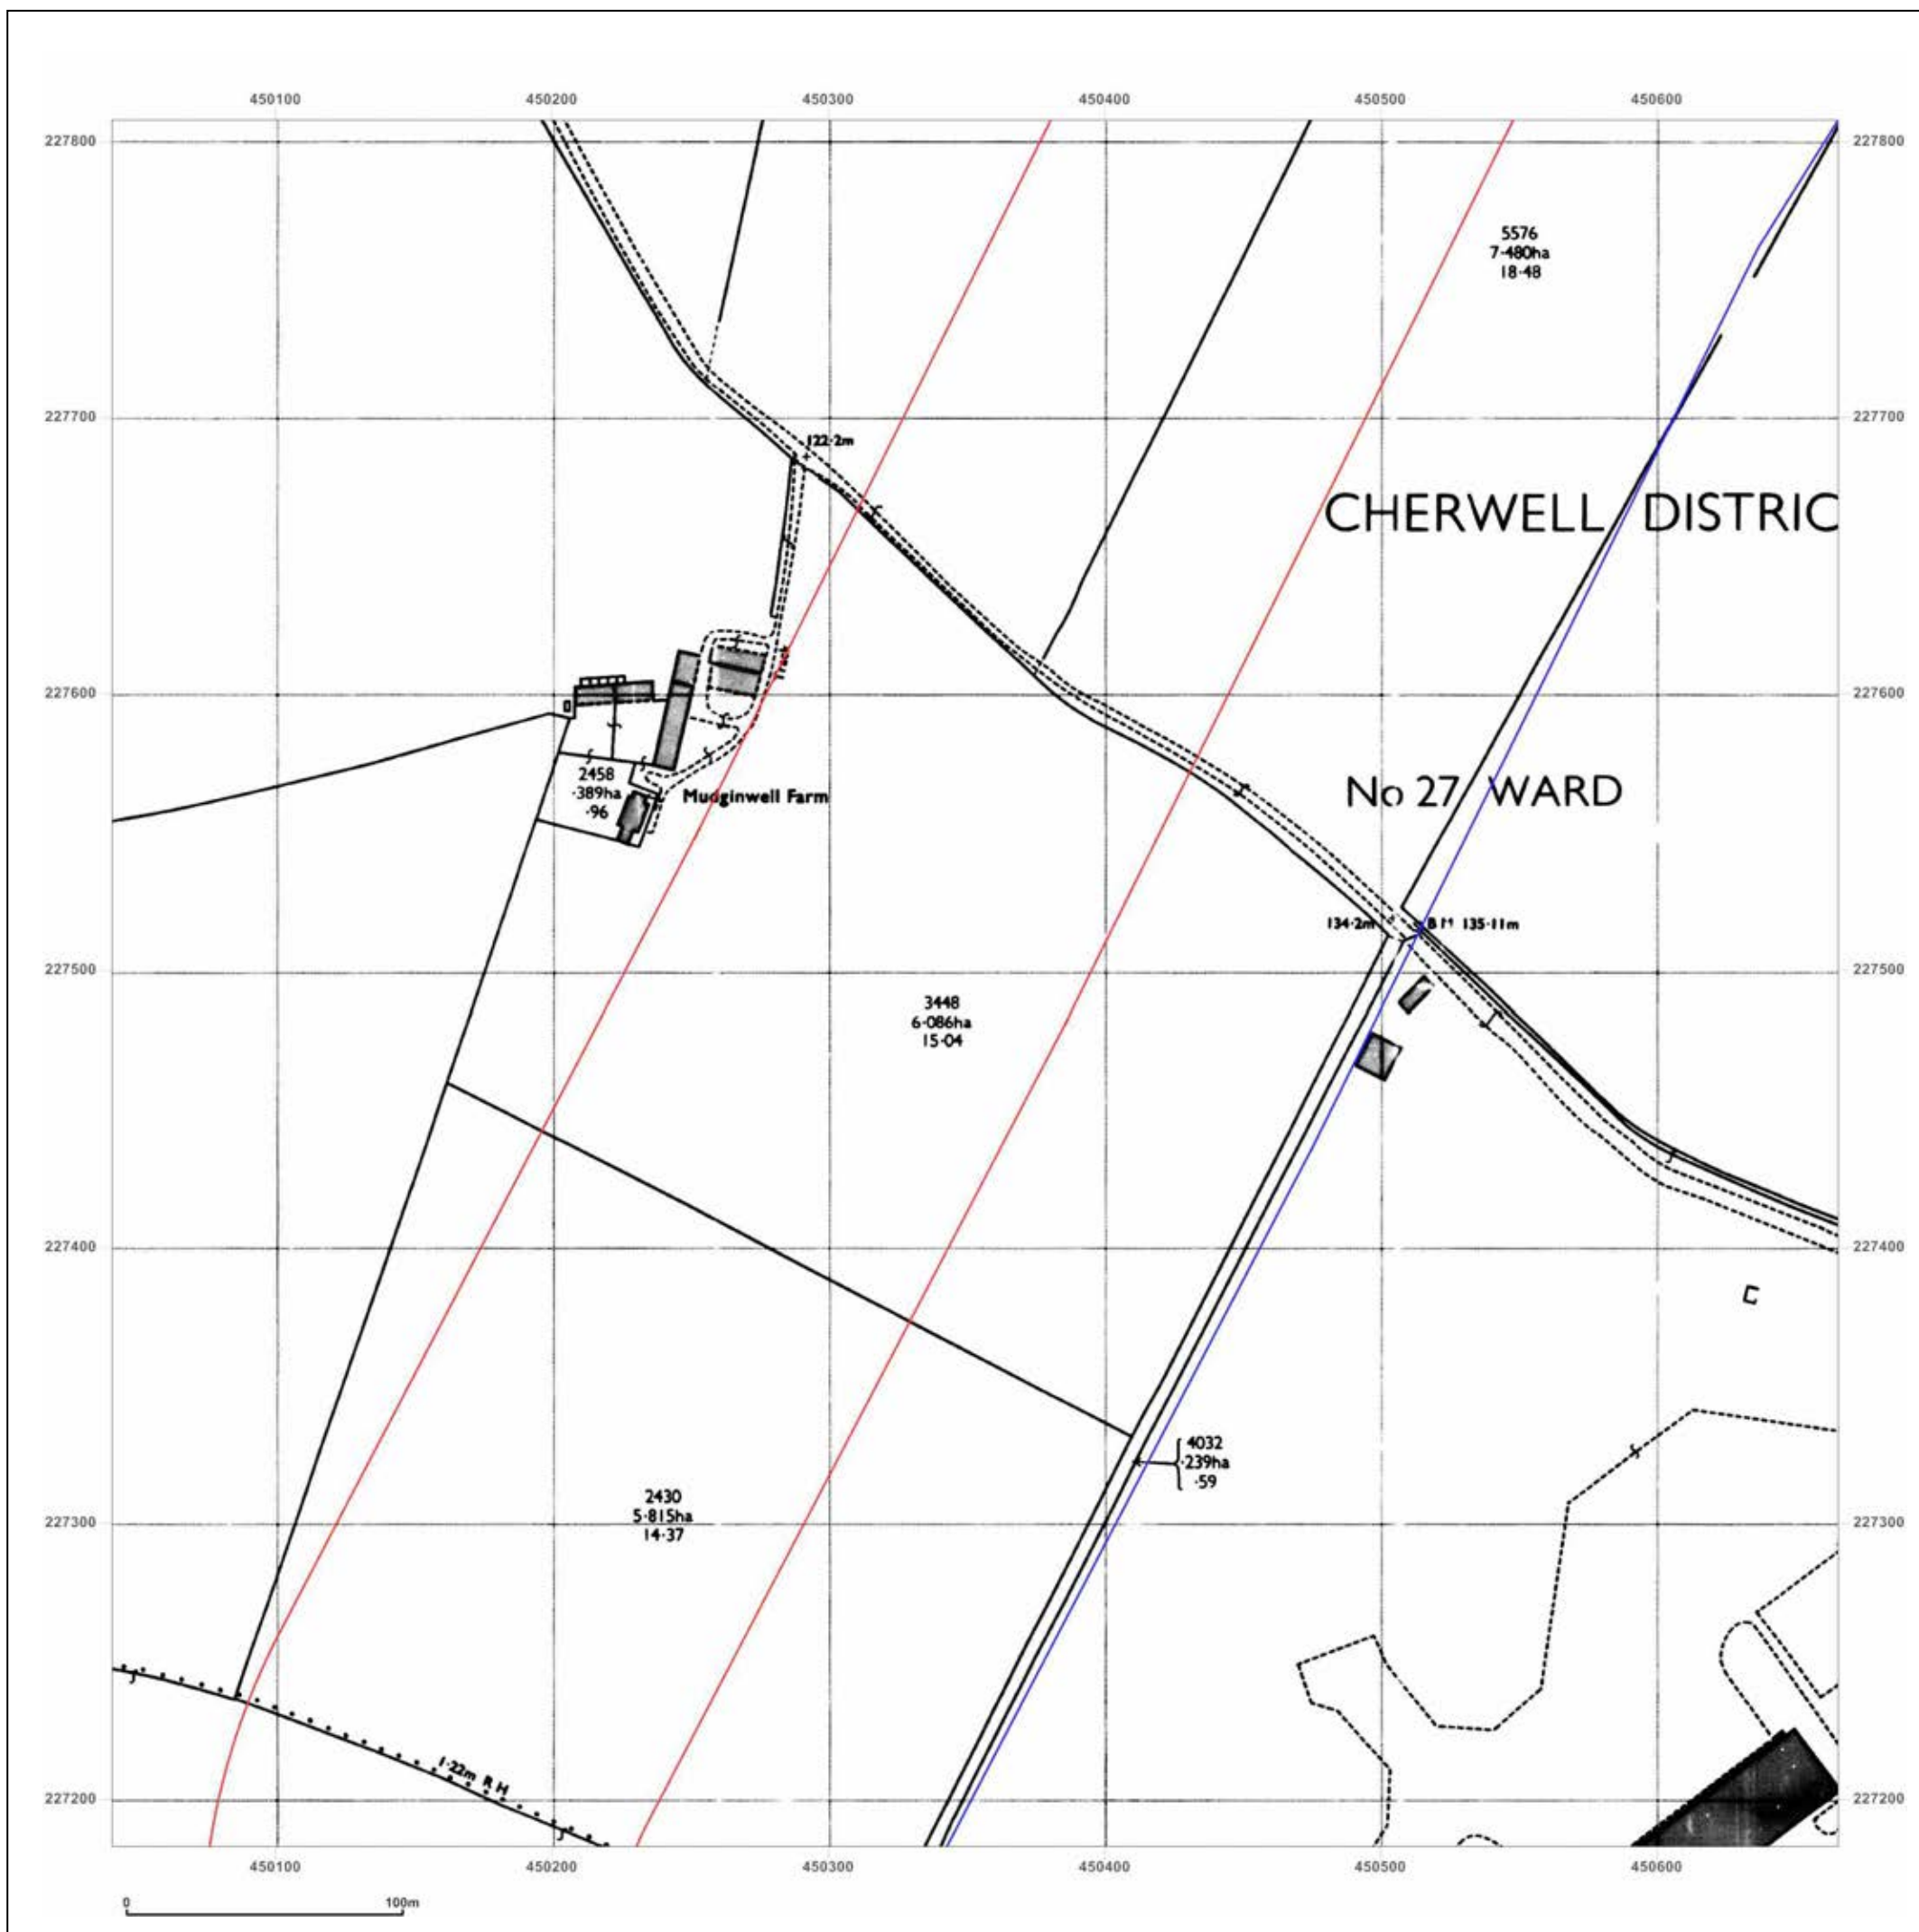 450100 450200 450300 450400 450500 450600
227800 227800
5576
7·480ha
18·48
227700 227700
122·2m
CHERWELL DISTRIC
227600 227600
2458
·389ha
·96
Mudginwell Farm
No 27 WARD
134·2m B M 135·11m
227500 227500
3448
6·086ha
15·04
227400 227400
4032
·239ha
·59
2430
5·815ha
14·37
227300 227300
1·22m R H
227200 227200
450100 450200 450300 450400 450500 450600
0 100m